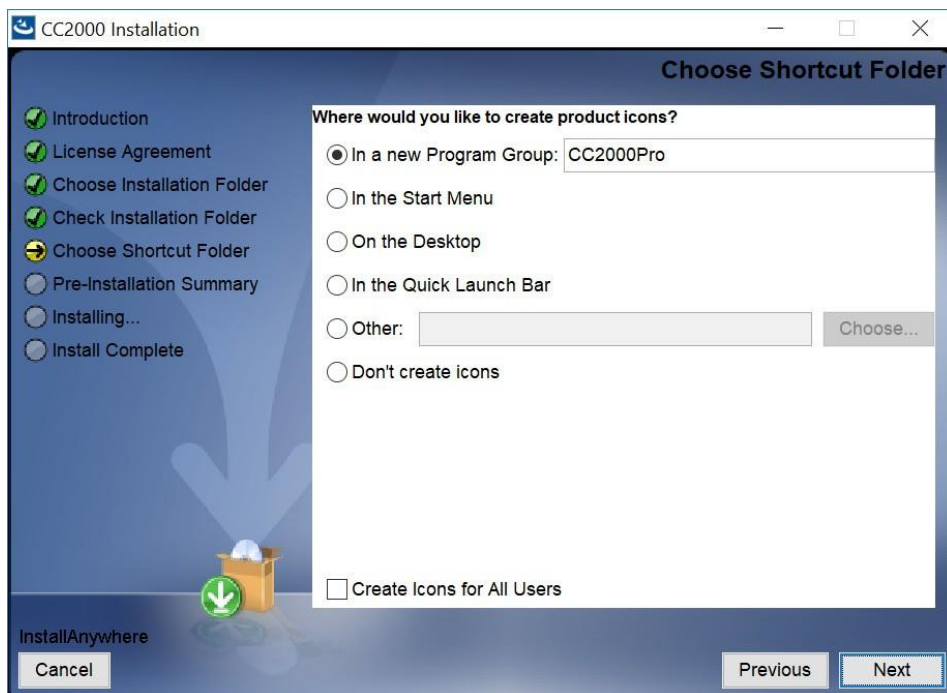 CC2000 Installation
Choose Shortcut Folder
Introduction
License Agreement
Choose Installation Folder
Check Installation Folder
Choose Shortcut Folder
Pre-Installation Summary
Installing...
Install Complete
Where would you like to create product icons?
In a new Program Group: CC2000Pro
In the Start Menu
On the Desktop
In the Quick Launch Bar
Other: Choose...
Don't create icons
Create Icons for All Users
InstallAnywhere
Cancel Previous Next